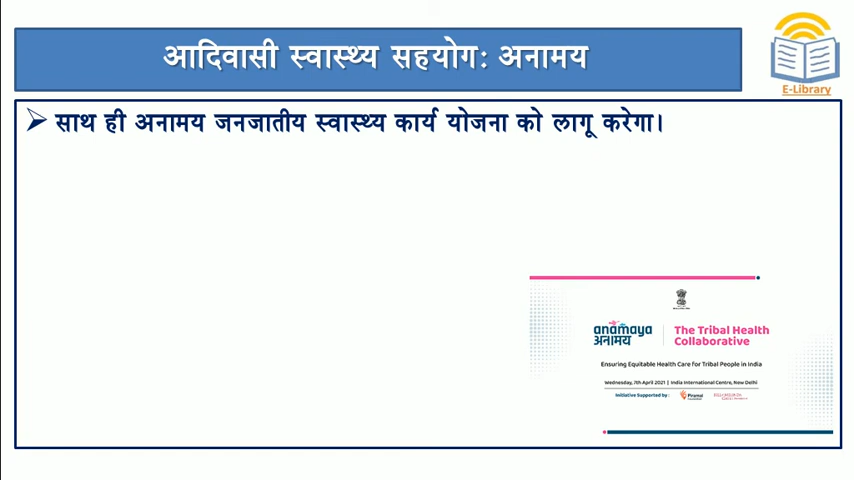 आदिवासी स्वास्थ्य सहयोग: अनामय
E-Library
साथ ही अनामय जनजातीय स्वास्थ्य कार्य योजना को लागू करेगा।
anamaya
अनामय
The Tribal Health
Collaborative
Ensuring Equitable Health Care for Tribal People in India
Wednesday, 7th April 2021 | India International Centre, New Delhi
Initiative Supported by : Piramal